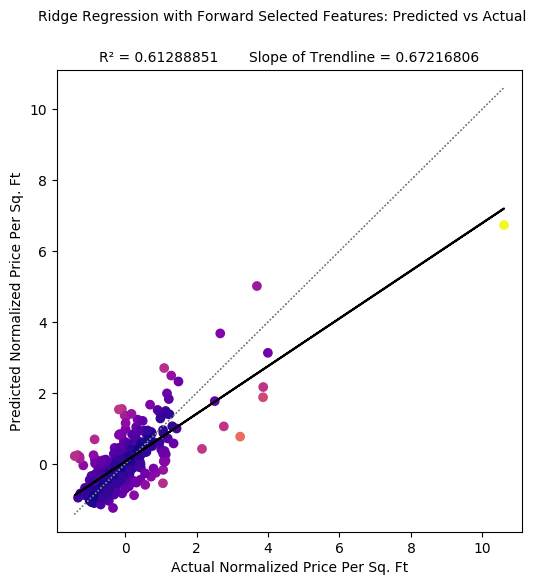 Ridge Regression with Forward Selected Features: Predicted vs Actual
R² = 0.61288851 Slope of Trendline = 0.67216806
Predicted Normalized Price Per Sq. Ft
10
8
6
4
2
0
0 2 4 6 8 10
Actual Normalized Price Per Sq. Ft